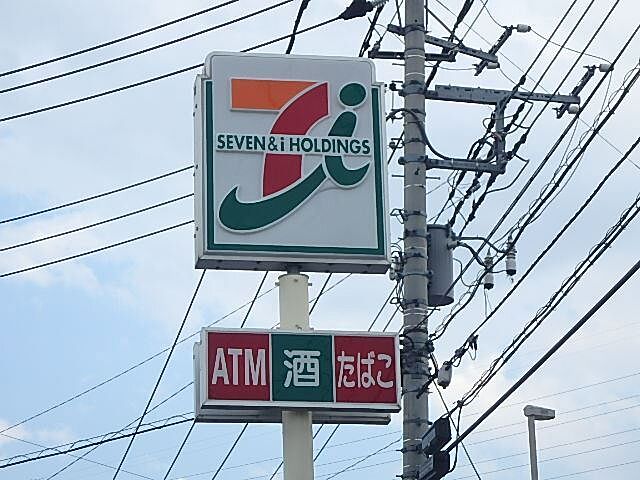 SEVEN&i HOLDINGS
ATM 酒 たばこ